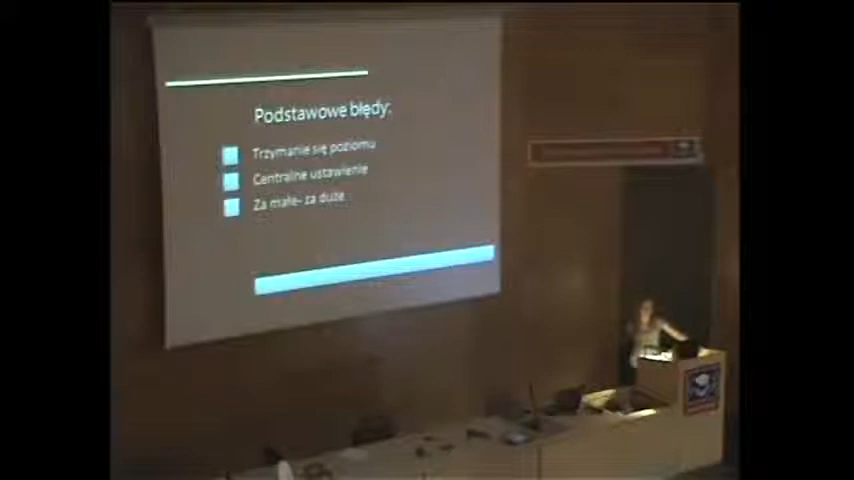 Podstawowe błędy:
Trzymanie się poziomu
Centralne ustawienie
Za małe- za duże